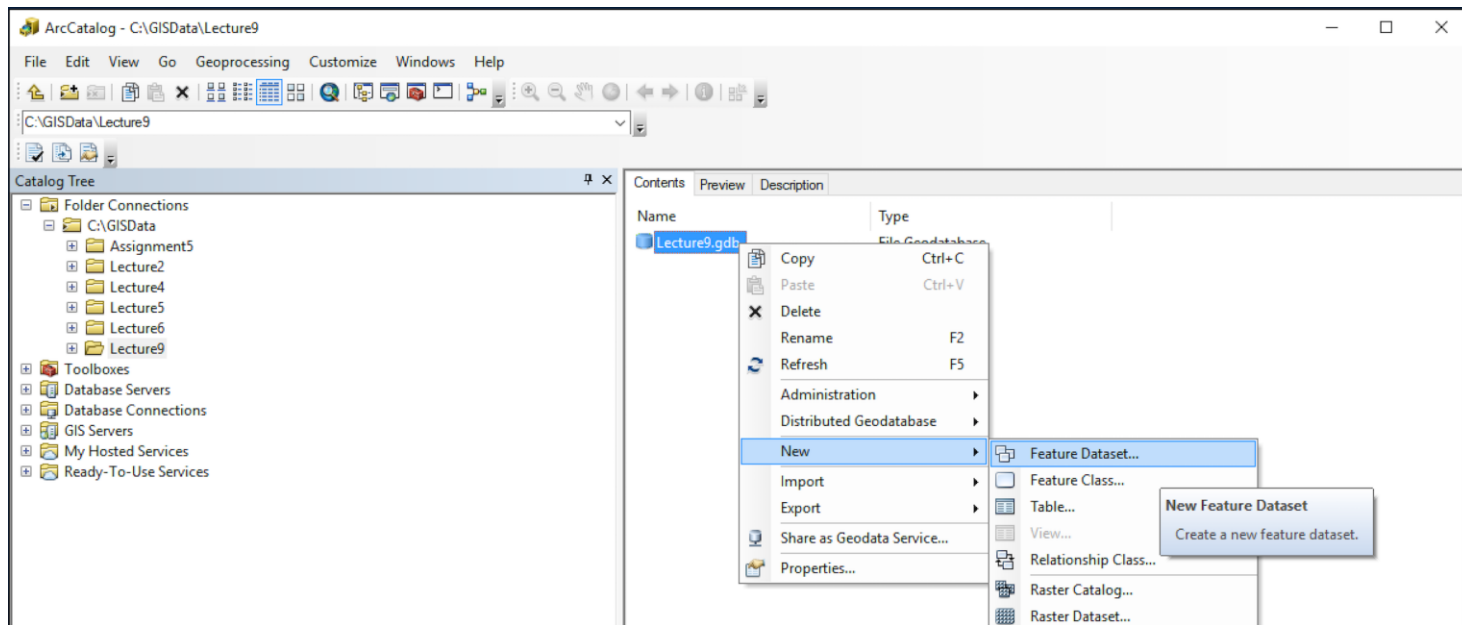 ArcCatalog - C:\GISData\Lecture9
File Edit View Go Geoprocessing Customize Windows Help
C:\GISData\Lecture9
Catalog Tree
Folder Connections
C:\GISData
Assignment5
Lecture2
Lecture4
Lecture5
Lecture6
Lecture9
Toolboxes
Database Servers
Database Connections
GIS Servers
My Hosted Services
Ready-To-Use Services
Contents Preview Description
Name Type
Lecture9.gdb File Geodatabase
Copy Ctrl+C
Paste Ctrl+V
Delete
Rename F2
Refresh F5
Administration
Distributed Geodatabase
New
Import
Export
Share as Geodata Service...
Properties...
Feature Dataset...
Feature Class...
Table...
View...
Relationship Class...
Raster Catalog...
Raster Dataset...
New Feature Dataset
Create a new feature dataset.